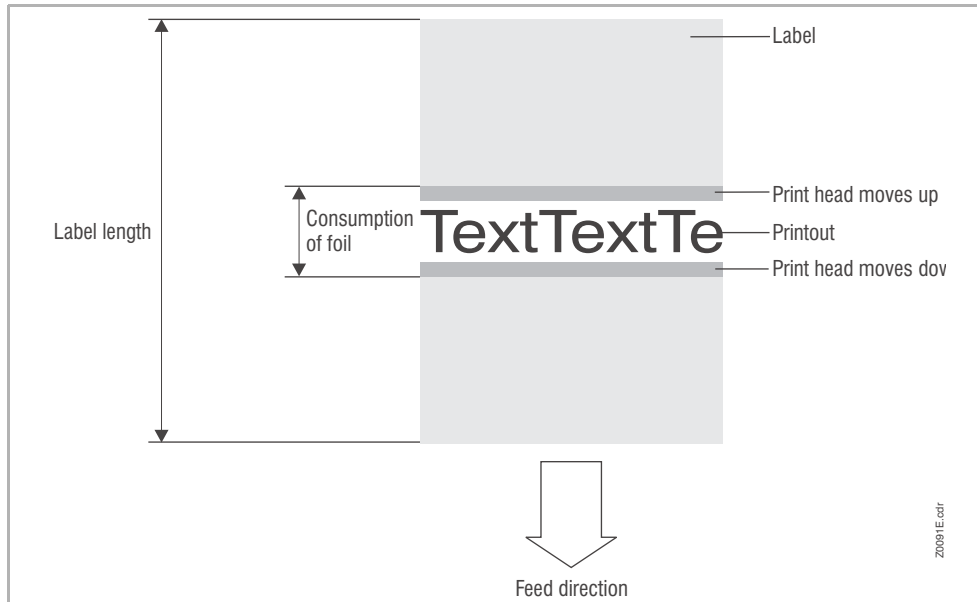 Label
Print head moves up
Label length
Consumption
of foil
TextTextTe
Printout
Print head moves dov
Feed direction
Z0091E.cdr